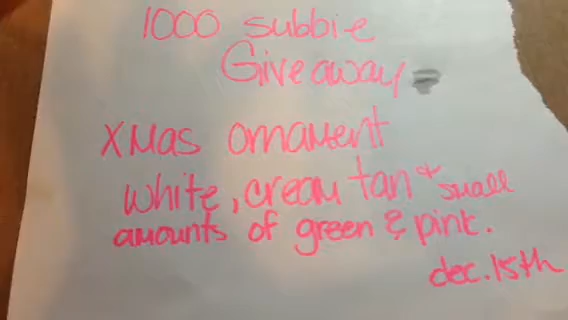 1000 subbie
Giveaway
XMas ornament
white, cream tan + small
amounts of green & pink.
dec. 15th